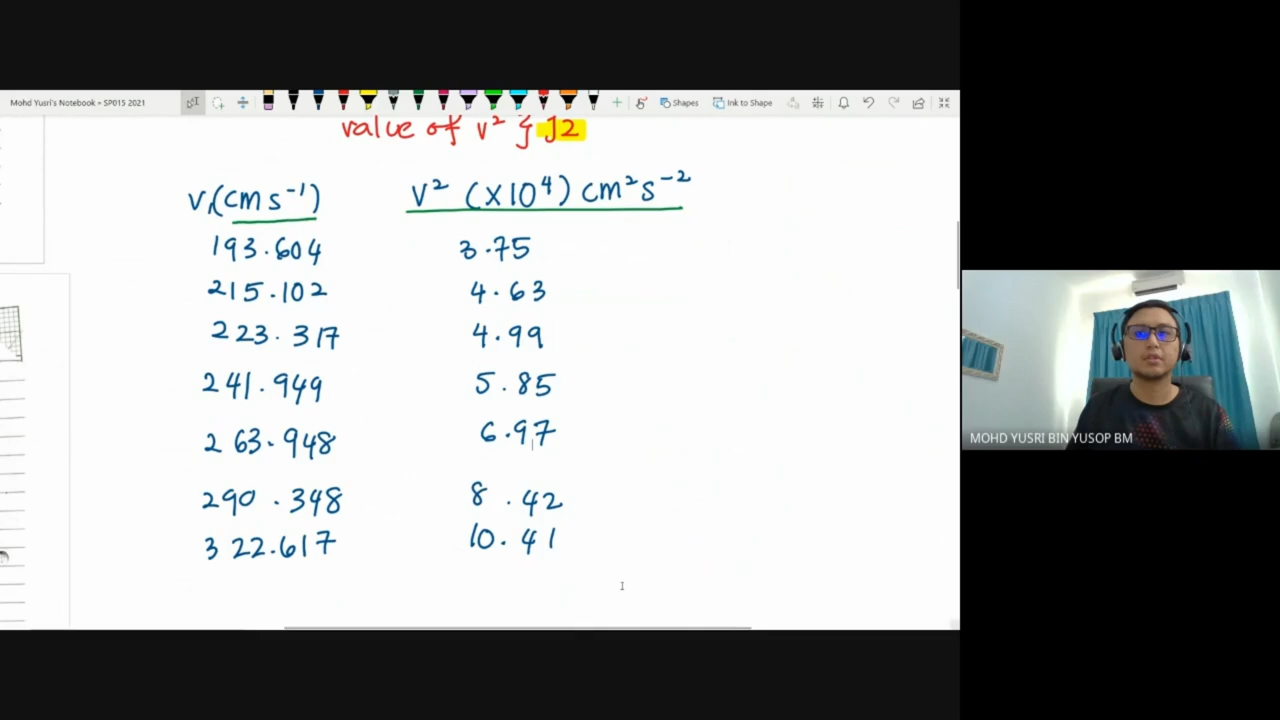 Mohd Yusri's Notebook » SP015 2021
Shapes
Ink to Shape
value of v² & J2
v (cm s⁻¹) v² (×10⁴) cm² s⁻²
193.604 3.75
215.102 4.63
223.317 4.99
241.949 5.85
263.948 6.97
290.348 8.42
322.617 10.41
MOHD YUSRI BIN YUSOP BM